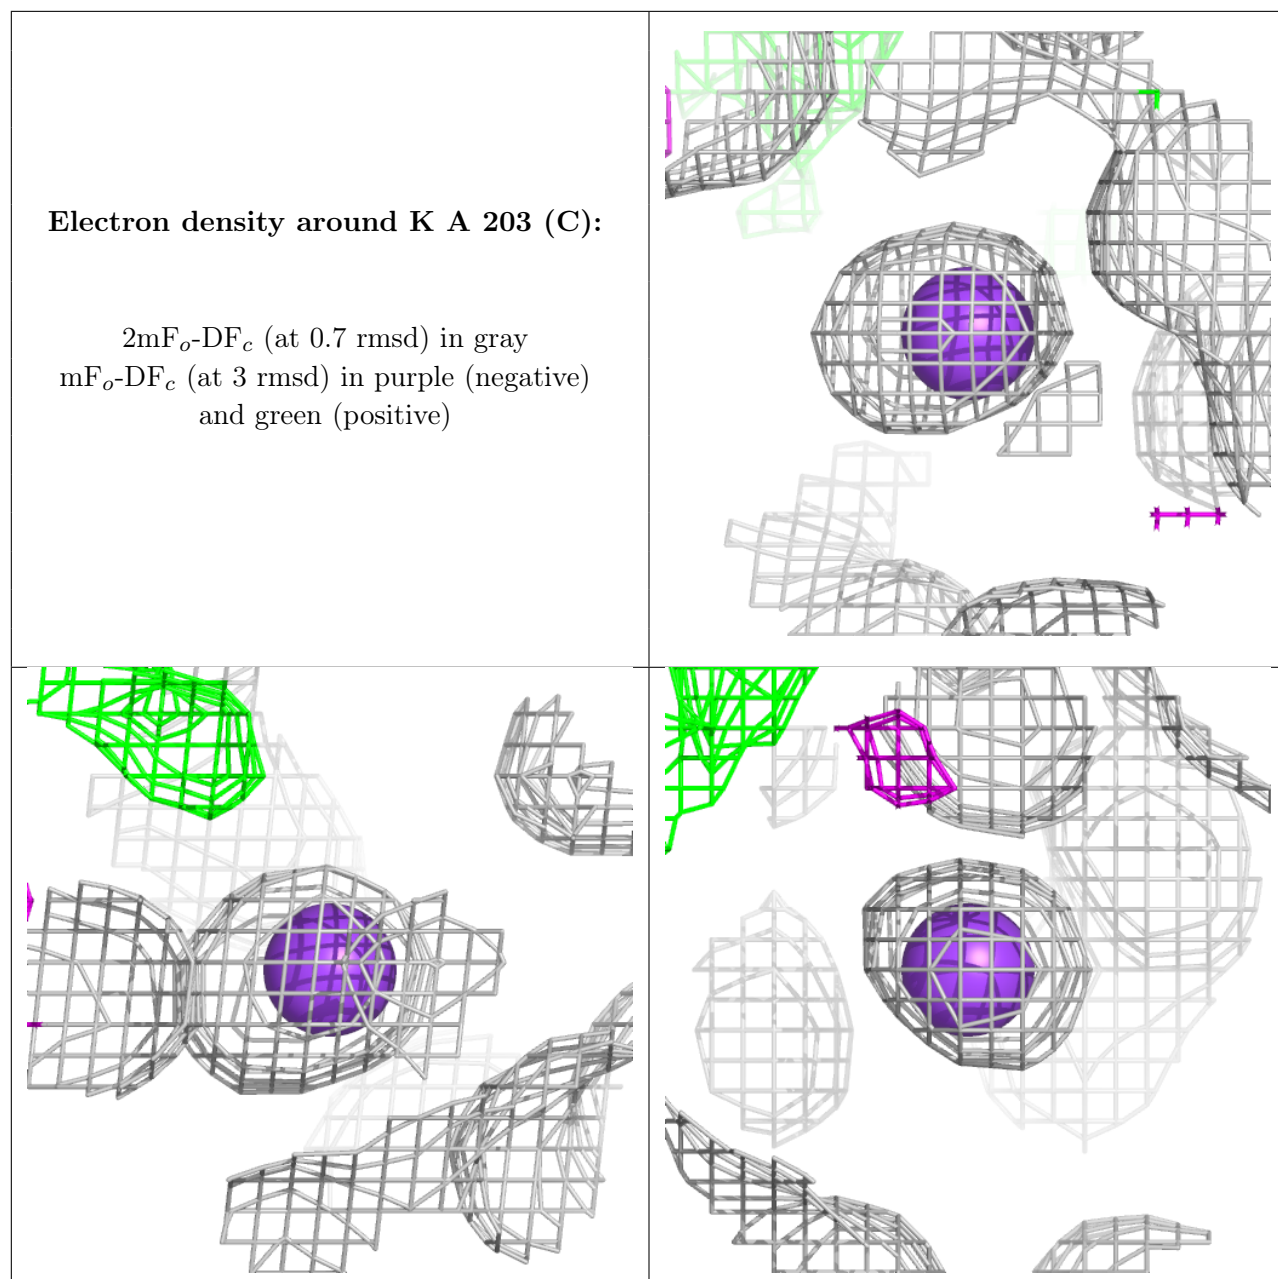 Electron density around K A 203 (C):
2mFo-DFc (at 0.7 rmsd) in gray
mFo-DFc (at 3 rmsd) in purple (negative)
and green (positive)